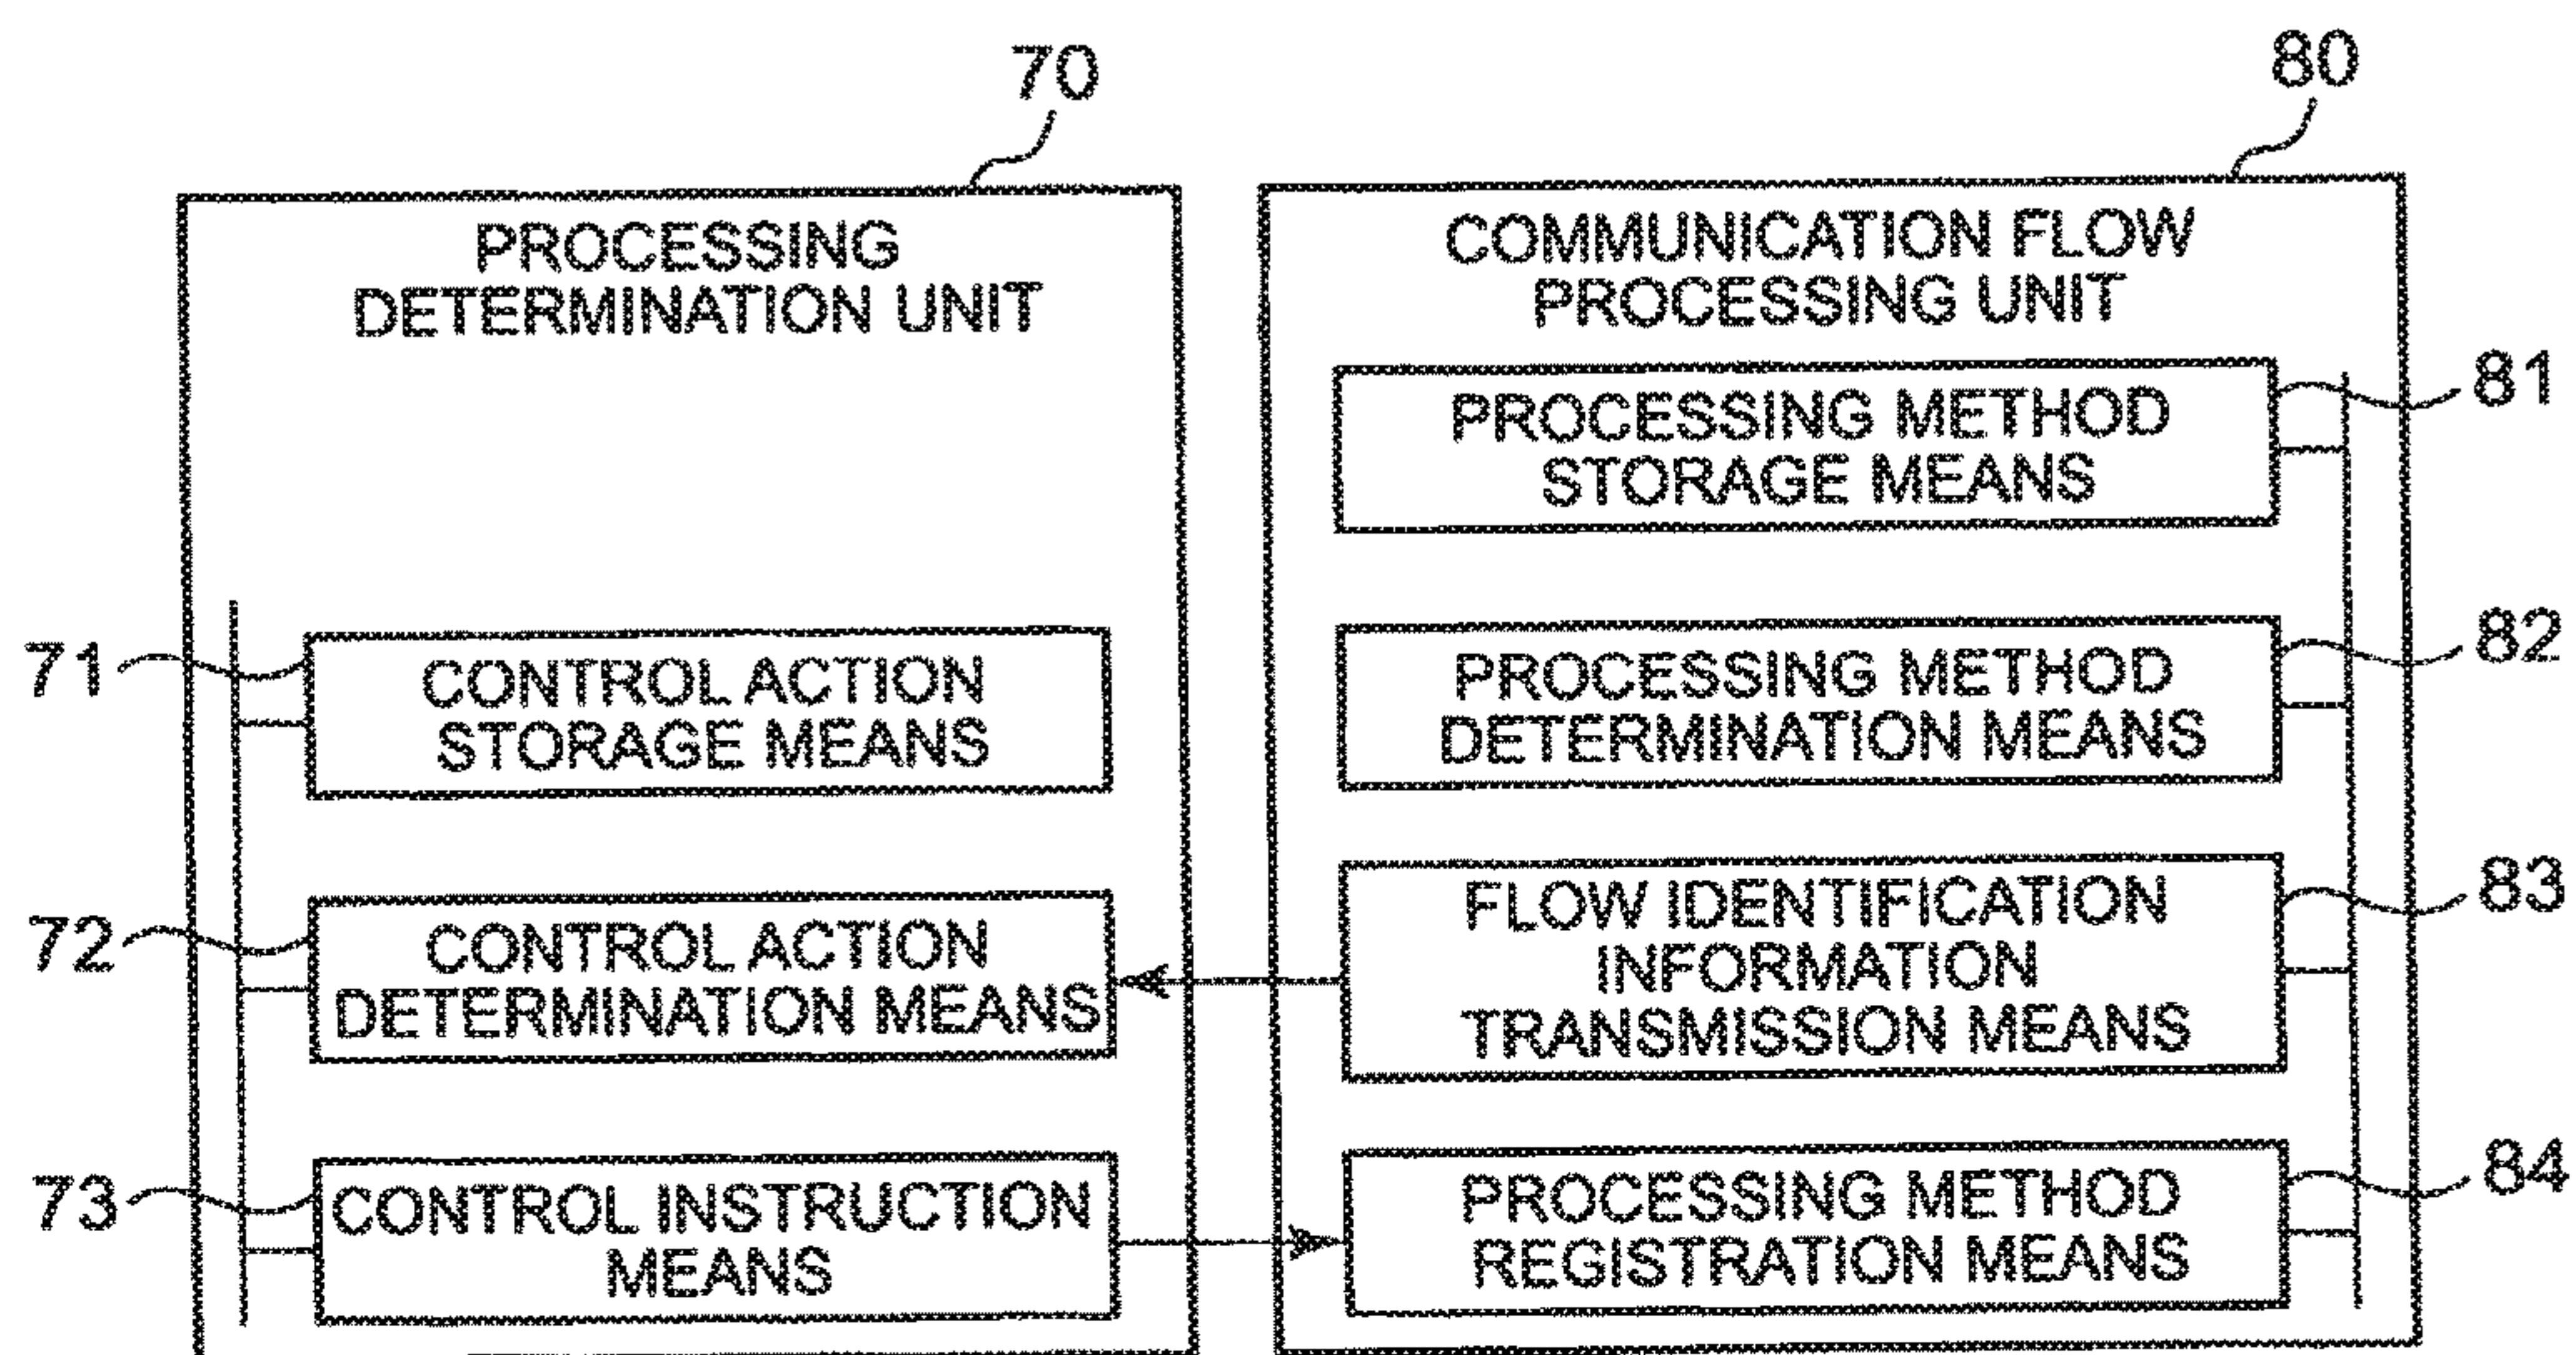 70
80
PROCESSING
DETERMINATION UNIT
71
CONTROL ACTION
STORAGE MEANS
72
CONTROL ACTION
DETERMINATION MEANS
73
CONTROL INSTRUCTION
MEANS
COMMUNICATION FLOW
PROCESSING UNIT
PROCESSING METHOD
STORAGE MEANS
81
PROCESSING METHOD
DETERMINATION MEANS
82
FLOW IDENTIFICATION
INFORMATION
TRANSMISSION MEANS
83
PROCESSING METHOD
REGISTRATION MEANS
84